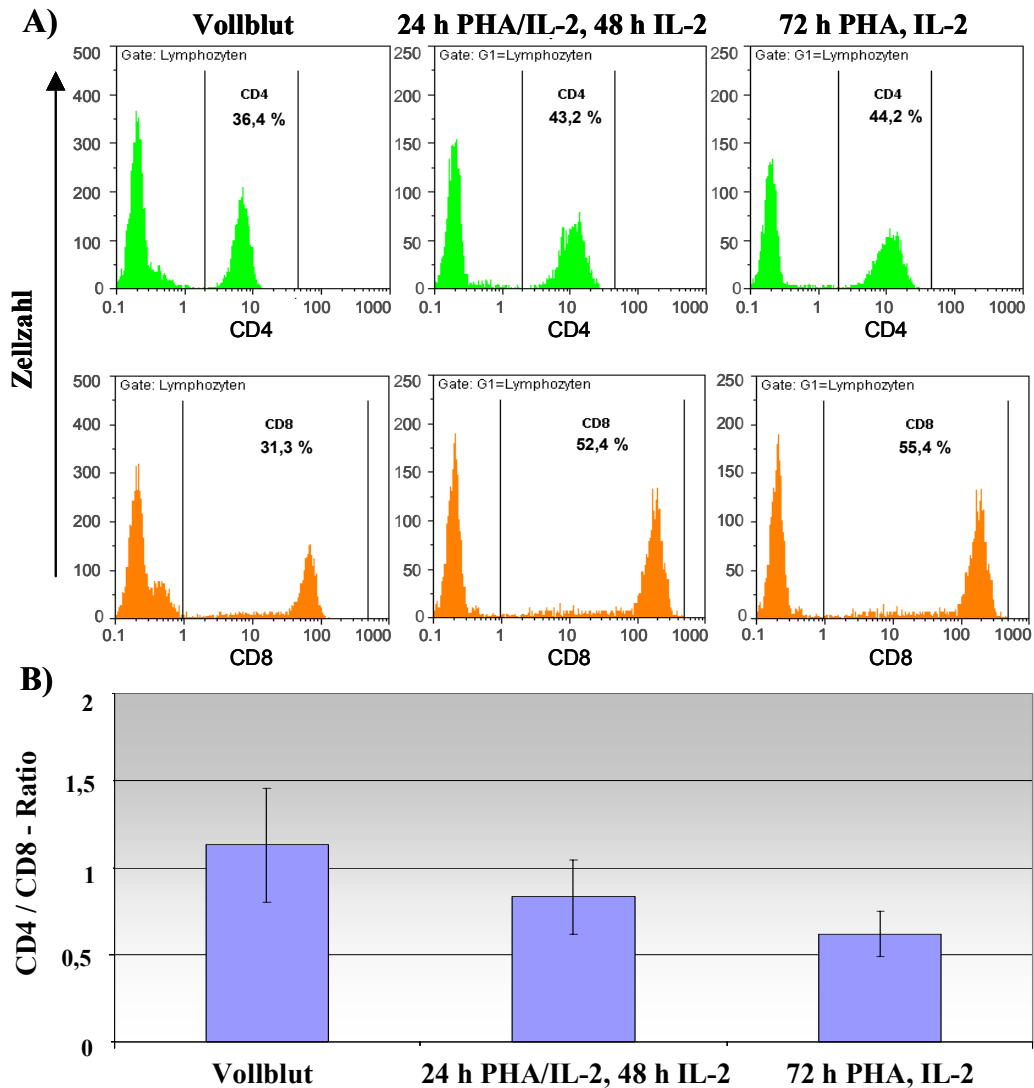 A)
Vollblut
24 h PHA/IL-2, 48 h IL-2
72 h PHA, IL-2
Zellzahl
500
400
300
200
100
0
Gate: Lymphozyten
CD4
36,4 %
0.1 1 10 100 1000
CD4
250
200
150
100
50
0
Gate: G1=Lymphozyten
CD4
43,2 %
0.1 1 10 100 1000
CD4
250
200
150
100
50
0
Gate: G1=Lymphozyten
CD4
44,2 %
0.1 1 10 100 1000
CD4
500
400
300
200
100
0
Gate: Lymphozyten
CD8
31,3 %
0.1 1 10 100 1000
CD8
250
200
150
100
50
0
Gate: G1=Lymphozyten
CD8
52,4 %
0.1 1 10 100 1000
CD8
250
200
150
100
50
0
Gate: G1=Lymphozyten
CD8
55,4 %
0.1 1 10 100 1000
CD8
B)
CD4 / CD8 - Ratio
2
1,5
1
0,5
0
Vollblut
24 h PHA/IL-2, 48 h IL-2
72 h PHA, IL-2